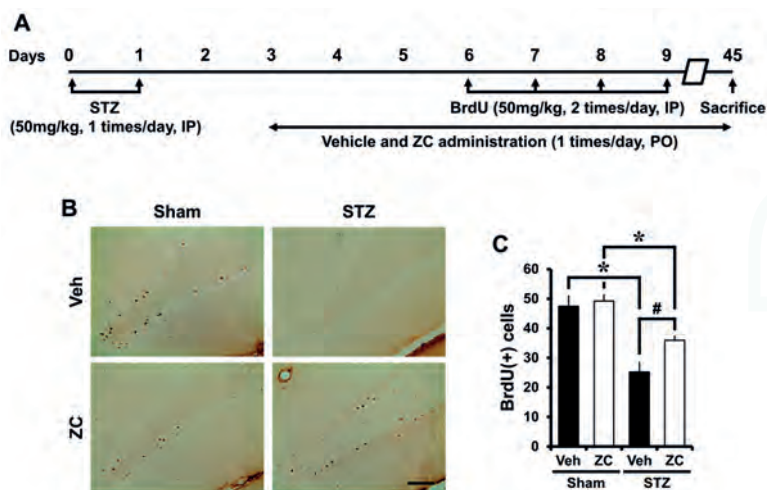 A
Days 0 1 2 3 4 5 6 7 8 9 45
STZ
(50mg/kg, 1 times/day, IP)
BrdU (50mg/kg, 2 times/day, IP)
Sacrifice
Vehicle and ZC administration (1 times/day, PO)
B
Sham STZ
Veh
ZC
C
BrdU(+) cells
60
50
40
30
20
10
0
*
*
#
Veh ZC Veh ZC
Sham STZ